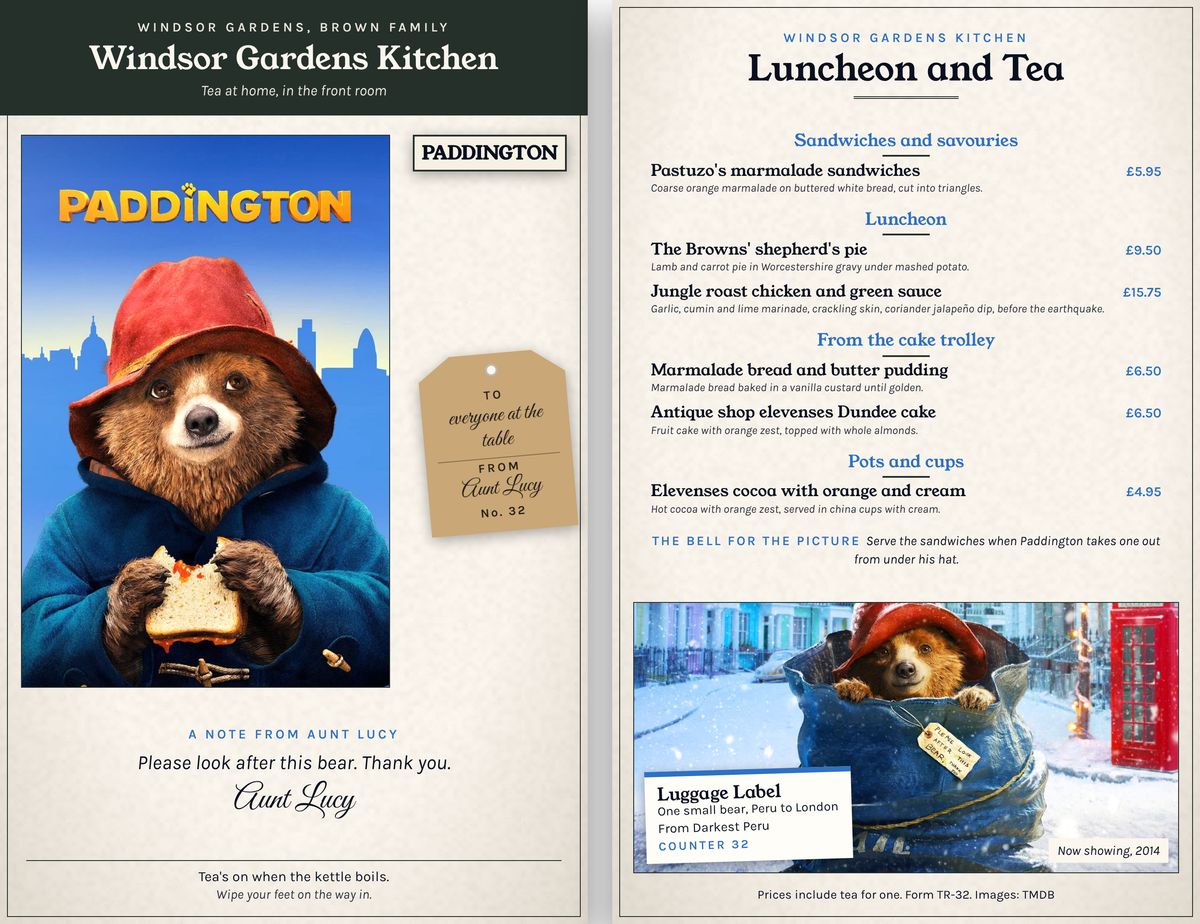 WINDSOR GARDENS, BROWN FAMILY
Windsor Gardens Kitchen
Tea at home, in the front room
PADDINGTON
PADDINGTON
TO
everyone at the
table
FROM
Aunt Lucy
No. 32
A NOTE FROM AUNT LUCY
Please look after this bear. Thank you.
Aunt Lucy
Tea's on when the kettle boils.
Wipe your feet on the way in.
WINDSOR GARDENS KITCHEN
Luncheon and Tea
Sandwiches and savouries
Pastuzo's marmalade sandwiches £5.95
Coarse orange marmalade on buttered white bread, cut into triangles.
Luncheon
The Browns' shepherd's pie £9.50
Lamb and carrot pie in Worcestershire gravy under mashed potato.
Jungle roast chicken and green sauce £15.75
Garlic, cumin and lime marinade, crackling skin, coriander jalapeño dip, before the earthquake.
From the cake trolley
Marmalade bread and butter pudding £6.50
Marmalade bread baked in a vanilla custard until golden.
Antique shop elevenses Dundee cake £6.50
Fruit cake with orange zest, topped with whole almonds.
Pots and cups
Elevenses cocoa with orange and cream £4.95
Hot cocoa with orange zest, served in china cups with cream.
THE BELL FOR THE PICTURE Serve the sandwiches when Paddington takes one out
from under his hat.
PLEASE LOOK
AFTER THIS
BEAR
Luggage Label
One small bear, Peru to London
From Darkest Peru
COUNTER 32
Now showing, 2014
Prices include tea for one. Form TR-32. Images: TMDB